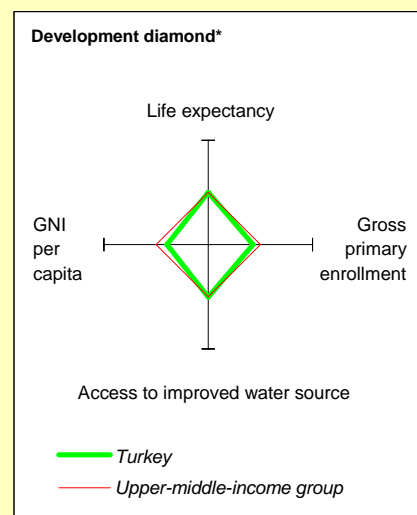 Development diamond*
Life expectancy
GNI
per
capita
Gross
primary
enrollment
Access to improved water source
Turkey
Upper-middle-income group